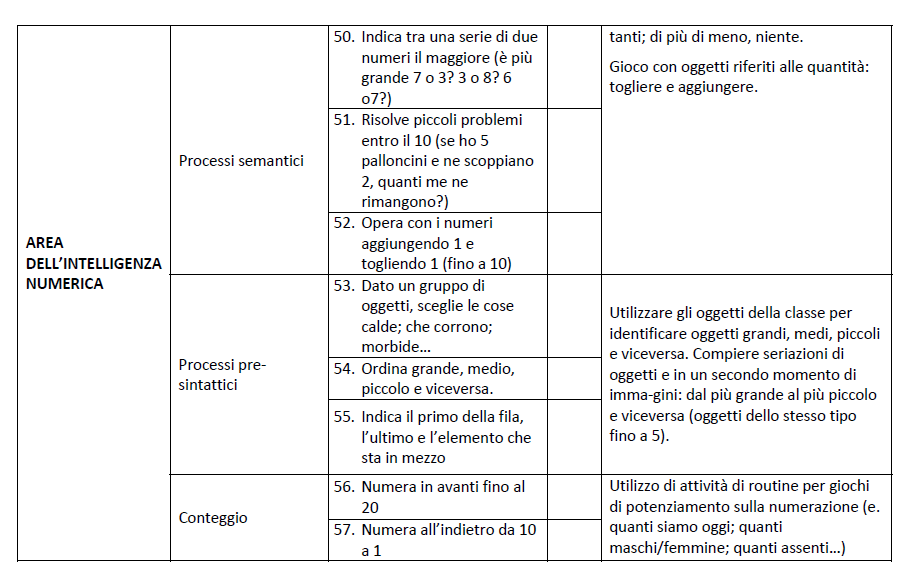 AREA
DELL’INTELLIGENZA
NUMERICA
Processi semantici
50. Indica tra una serie di due
numeri il maggiore (è più
grande 7 o 3? 3 o 8? 6
o7?)
51. Risolve piccoli problemi
entro il 10 (se ho 5
palloncini e ne scoppiano
2, quanti me ne
rimangono?)
52. Opera con i numeri
aggiungendo 1 e
togliendo 1 (fino a 10)
tanti; di più di meno, niente.
Gioco con oggetti riferiti alle quantità:
togliere e aggiungere.
Processi pre-
sintattici
53. Dato un gruppo di
oggetti, sceglie le cose
calde; che corrono;
morbide…
54. Ordina grande, medio,
piccolo e viceversa.
55. Indica il primo della fila,
l’ultimo e l’elemento che
sta in mezzo
Utilizzare gli oggetti della classe per
identificare oggetti grandi, medi, piccoli
e viceversa. Compiere seriazioni di
oggetti e in un secondo momento di
imma-gini: dal più grande al più piccolo
e viceversa (oggetti dello stesso tipo
fino a 5).
Conteggio
56. Numera in avanti fino al
20
57. Numera all’indietro da 10
a 1
Utilizzo di attività di routine per giochi
di potenziamento sulla numerazione (e.
quanti siamo oggi; quanti
maschi/femmine; quanti assenti…)